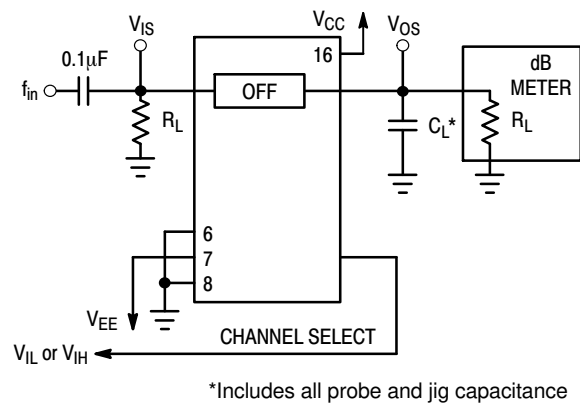 V_IS
V_CC
V_OS
0.1µF
16
dB
METER
f_in
OFF
R_L
C_L*
R_L
6
7
8
V_EE
CHANNEL SELECT
V_IL or V_IH
*Includes all probe and jig capacitance